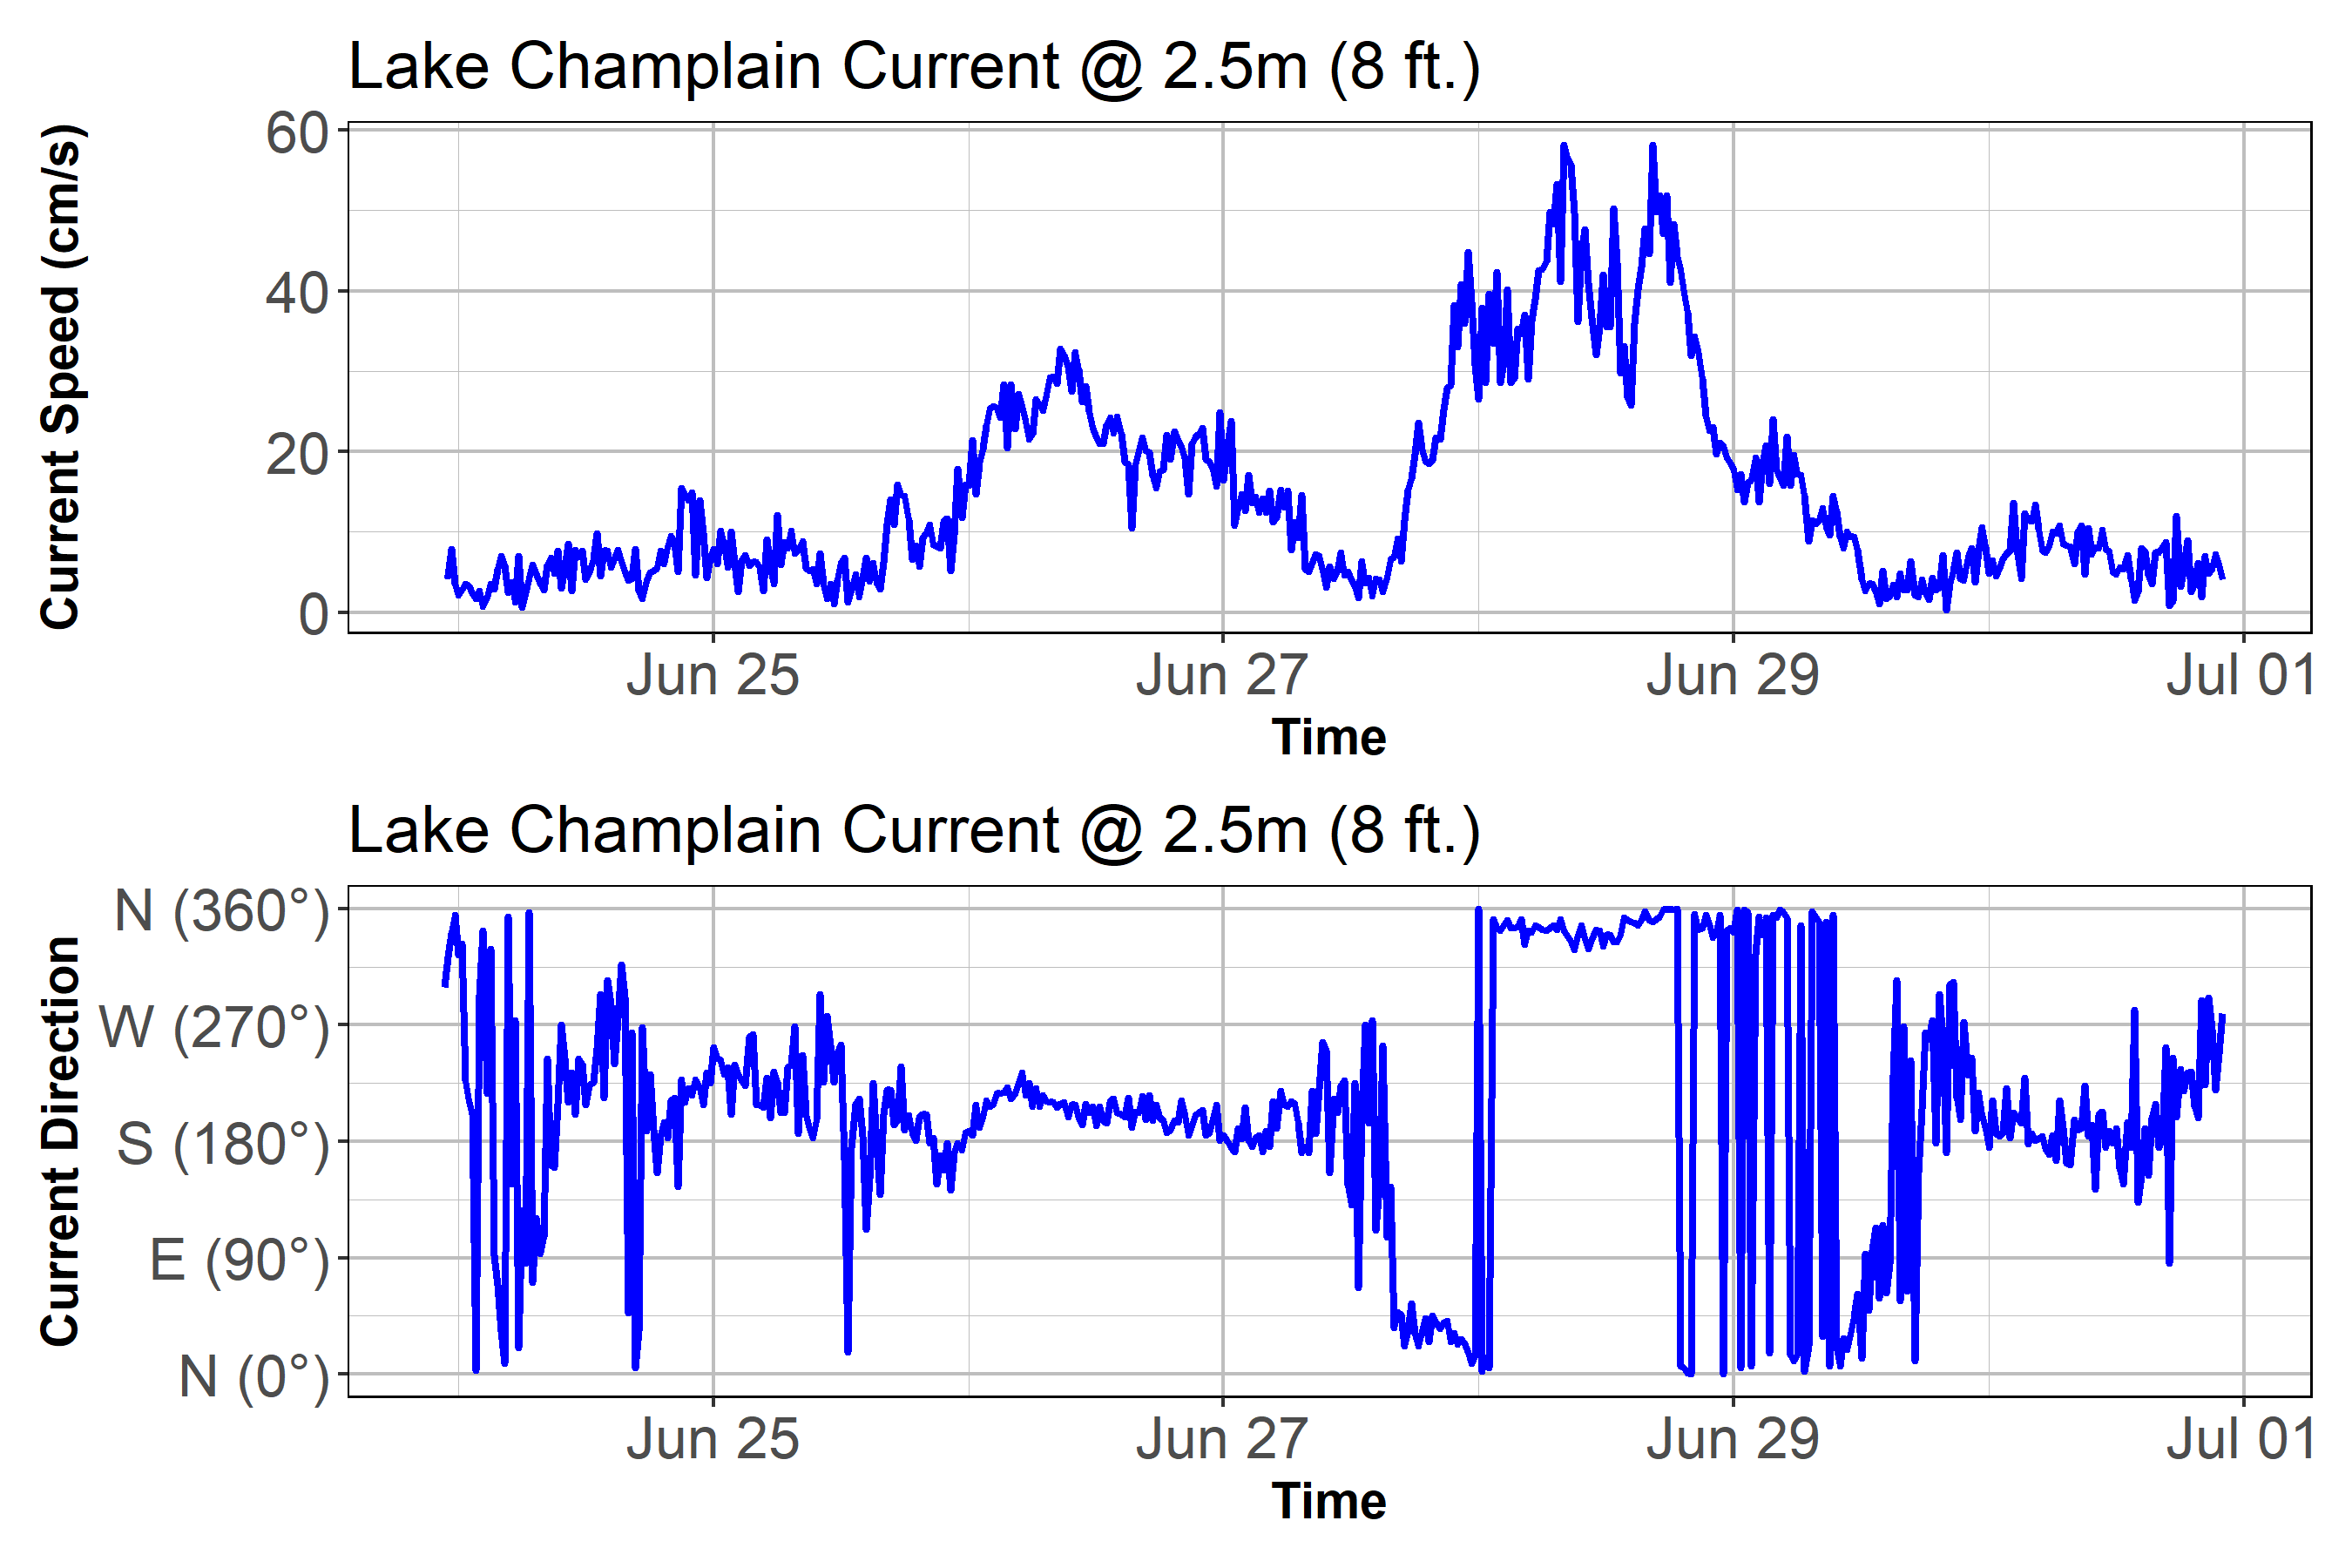 Lake Champlain Current @ 2.5m (8 ft.)
Current Speed (cm/s)
60
40
20
0
Jun 25 Jun 27 Jun 29 Jul 01
Time
Lake Champlain Current @ 2.5m (8 ft.)
Current Direction
N (360°)
W (270°)
S (180°)
E (90°)
N (0°)
Jun 25 Jun 27 Jun 29 Jul 01
Time